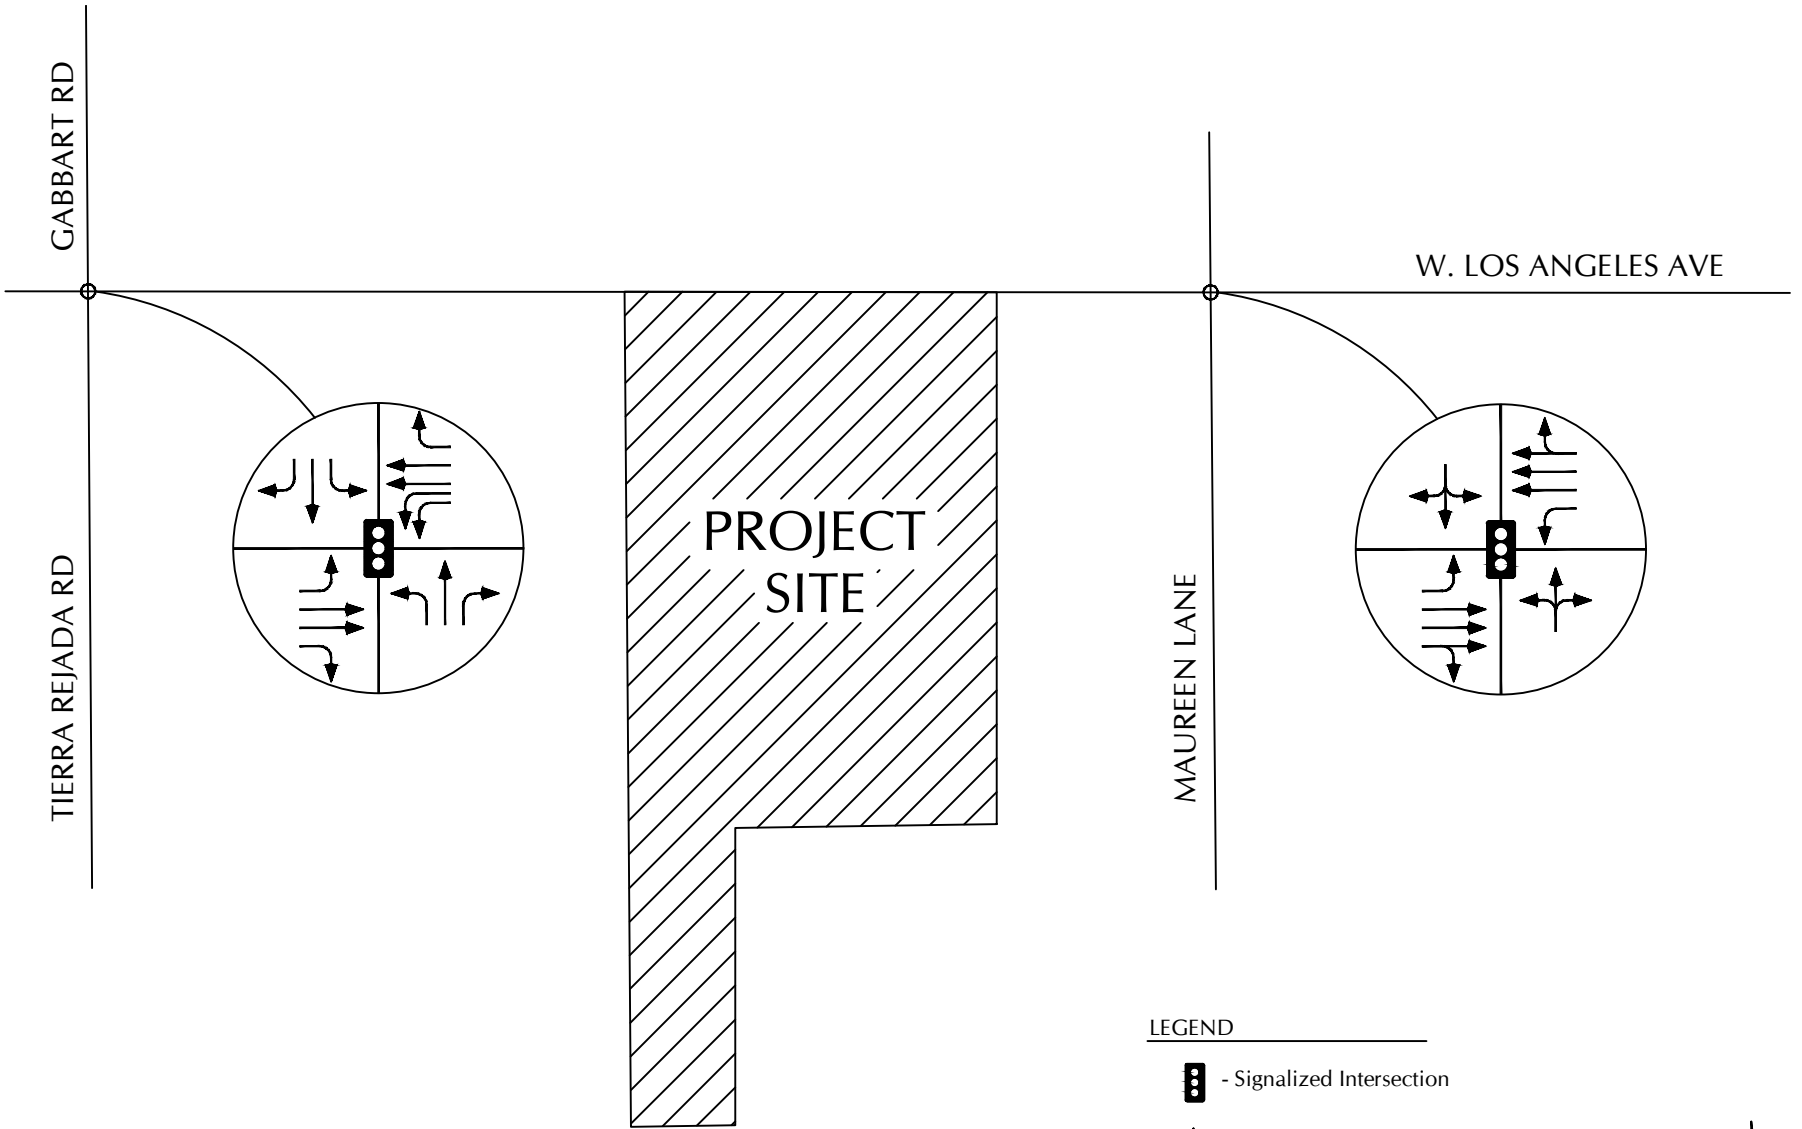 GABBART RD
W. LOS ANGELES AVE
PROJECT
SITE
TIERRA REJADA RD
MAUREEN LANE
LEGEND
- Signalized Intersection